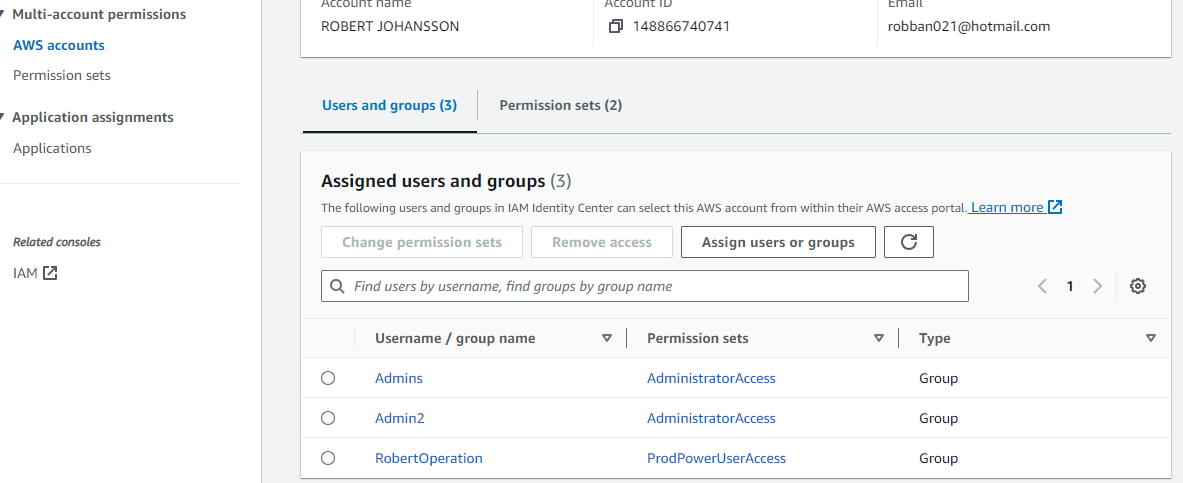 Multi-account permissions
AWS accounts
Permission sets
Application assignments
Applications
Related consoles
IAM
Account name
ROBERT JOHANSSON
Account ID
148866740741
Email
robban021@hotmail.com
Users and groups (3)
Permission sets (2)
Assigned users and groups (3)
The following users and groups in IAM Identity Center can select this AWS account from within their AWS access portal. Learn more
Change permission sets
Remove access
Assign users or groups
Find users by username, find groups by group name
1
Username / group name Permission sets Type
Admins AdministratorAccess Group
Admin2 AdministratorAccess Group
RobertOperation ProdPowerUserAccess Group